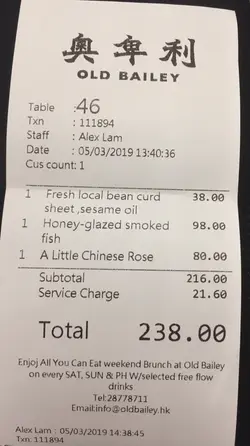 奧卑利
OLD BAILEY
Table :46
Txn : 111894
Staff : Alex Lam
Date : 05/03/2019 13:40:36
Cus count: 1
1 Fresh local bean curd 38.00
sheet ,sesame oil
1 Honey-glazed smoked 98.00
fish
1 A Little Chinese Rose 80.00
Subtotal 216.00
Service Charge 21.60
Total 238.00
Enjoj All You Can Eat weekend Brunch at Old Bailey
on every SAT, SUN & PH W/selected free flow
drinks
Tel:28778711
Email:info@oldbailey.hk
Alex Lam : 05/03/2019 14:38:45
Txn: 111894